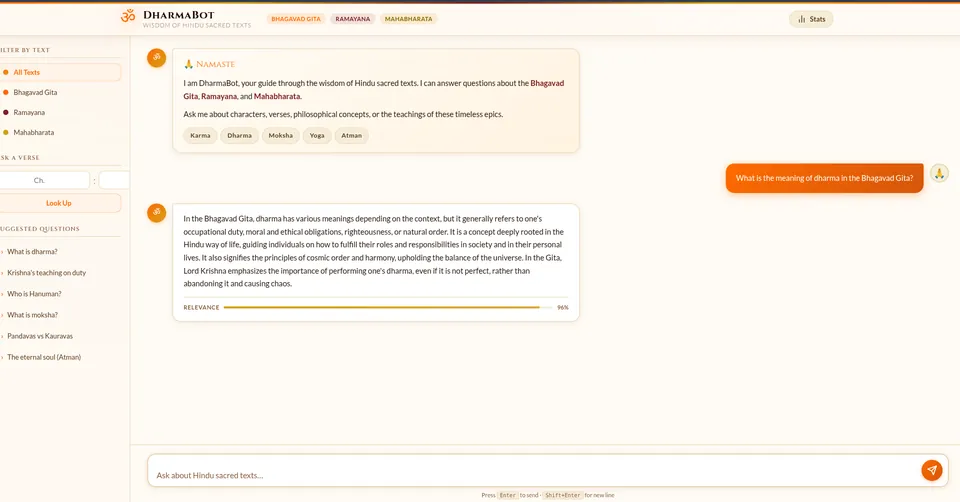 ॐ DharmaBot
WISDOM OF HINDU SACRED TEXTS
BHAGAVAD GITA RAMAYANA MAHABHARATA
Stats
ILTER BY TEXT
All Texts
Bhagavad Gita
Ramayana
Mahabharata
SK A VERSE
Ch. :
Look Up
UGGESTED QUESTIONS
› What is dharma?
› Krishna's teaching on duty
› Who is Hanuman?
› What is moksha?
› Pandavas vs Kauravas
› The eternal soul (Atman)
ॐ
🙏 Namaste
I am DharmaBot, your guide through the wisdom of Hindu sacred texts. I can answer questions about the Bhagavad
Gita, Ramayana, and Mahabharata.
Ask me about characters, verses, philosophical concepts, or the teachings of these timeless epics.
Karma Dharma Moksha Yoga Atman
What is the meaning of dharma in the Bhagavad Gita? 🙏
ॐ
In the Bhagavad Gita, dharma has various meanings depending on the context, but it generally refers to one's
occupational duty, moral and ethical obligations, righteousness, or natural order. It is a concept deeply rooted in the
Hindu way of life, guiding individuals on how to fulfill their roles and responsibilities in society and in their personal
lives. It also signifies the principles of cosmic order and harmony, upholding the balance of the universe. In the Gita,
Lord Krishna emphasizes the importance of performing one's dharma, even if it is not perfect, rather than
abandoning it and causing chaos.
RELEVANCE 96%
Ask about Hindu sacred texts...
Press Enter to send · Shift+Enter for new line